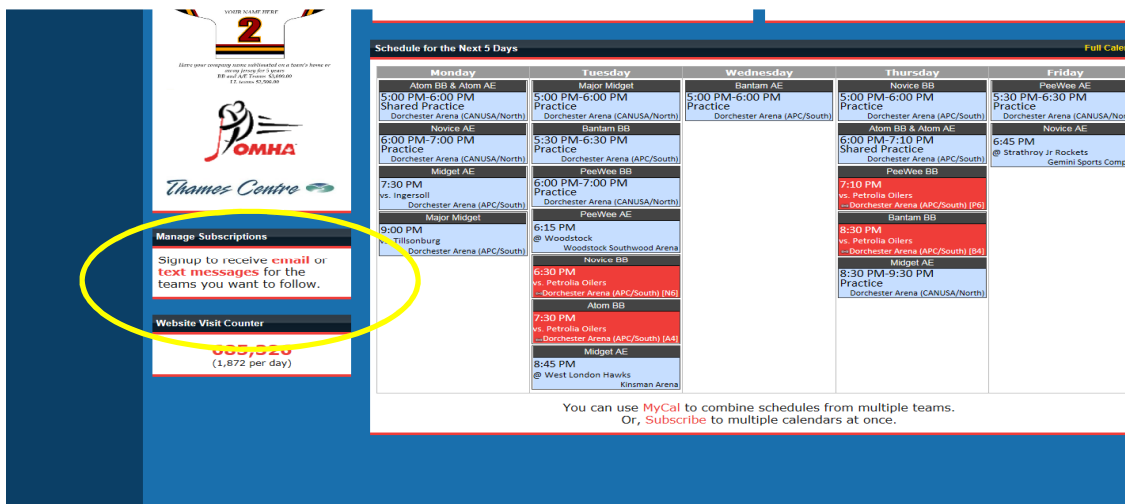 YOUR NAME HERE
2
Have your company name sublimated on a team's home or
away jersey for 3 years
BB and A/E Teams $3,000.00
LL teams $2,500.00
OMHA
Thames Centre
Manage Subscriptions
Signup to receive email or
text messages for the
teams you want to follow.
Website Visit Counter
685,326
(1,872 per day)
Schedule for the Next 5 Days
Full Cale
Monday
Atom BB & Atom AE
5:00 PM-6:00 PM
Shared Practice
Dorchester Arena (CANUSA/North)
Novice AE
6:00 PM-7:00 PM
Practice
Dorchester Arena (CANUSA/North)
Midget AE
7:30 PM
vs. Ingersoll
Dorchester Arena (APC/South)
Major Midget
9:00 PM
vs. Tillsonburg
Dorchester Arena (APC/South)
Tuesday
Major Midget
5:00 PM-6:00 PM
Practice
Dorchester Arena (CANUSA/North)
Bantam BB
5:30 PM-6:30 PM
Practice
Dorchester Arena (APC/South)
PeeWee BB
6:00 PM-7:00 PM
Practice
Dorchester Arena (CANUSA/North)
PeeWee AE
6:15 PM
@ Woodstock
Woodstock Southwood Arena
Novice BB
6:30 PM
vs. Petrolia Oilers
--Dorchester Arena (APC/South) [N6]
Atom BB
7:30 PM
vs. Petrolia Oilers
--Dorchester Arena (APC/South) [A4]
Midget AE
8:45 PM
@ West London Hawks
Kinsman Arena
Wednesday
Bantam AE
5:00 PM-6:00 PM
Practice
Dorchester Arena (APC/South)
Thursday
Novice BB
5:00 PM-6:00 PM
Practice
Dorchester Arena (CANUSA/North)
Atom BB & Atom AE
6:00 PM-7:10 PM
Shared Practice
Dorchester Arena (APC/South)
PeeWee BB
7:10 PM
vs. Petrolia Oilers
--Dorchester Arena (APC/South) [P6]
Bantam BB
8:30 PM
vs. Petrolia Oilers
--Dorchester Arena (APC/South) [B4]
Midget AE
8:30 PM-9:30 PM
Practice
Dorchester Arena (CANUSA/North)
Friday
PeeWee AE
5:30 PM-6:30 PM
Practice
Dorchester Arena (CANUSA/Nor
Novice AE
6:45 PM
@ Strathroy Jr Rockets
Gemini Sports Comp
You can use MyCal to combine schedules from multiple teams.
Or, Subscribe to multiple calendars at once.